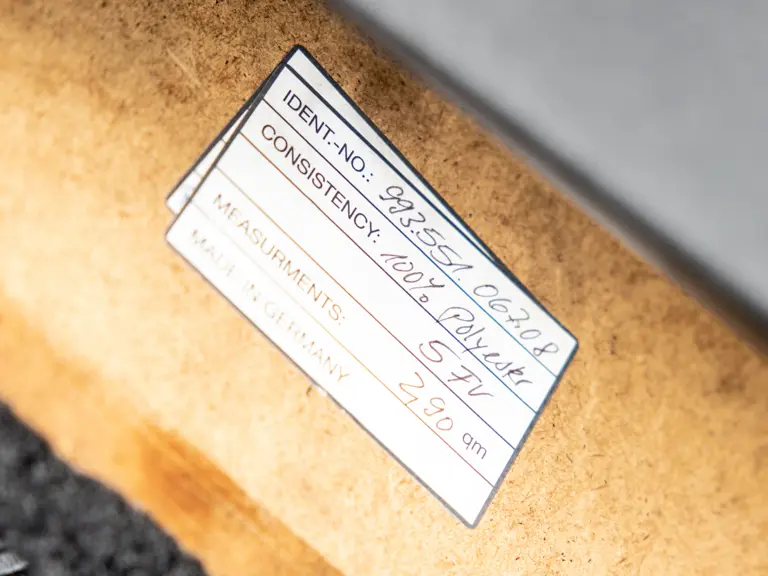 IDENT.-NO.: 993.551.067.08
CONSISTENCY: 100% Polyester
5 FV
MEASURMENTS: 2,90 qm
MADE IN GERMANY